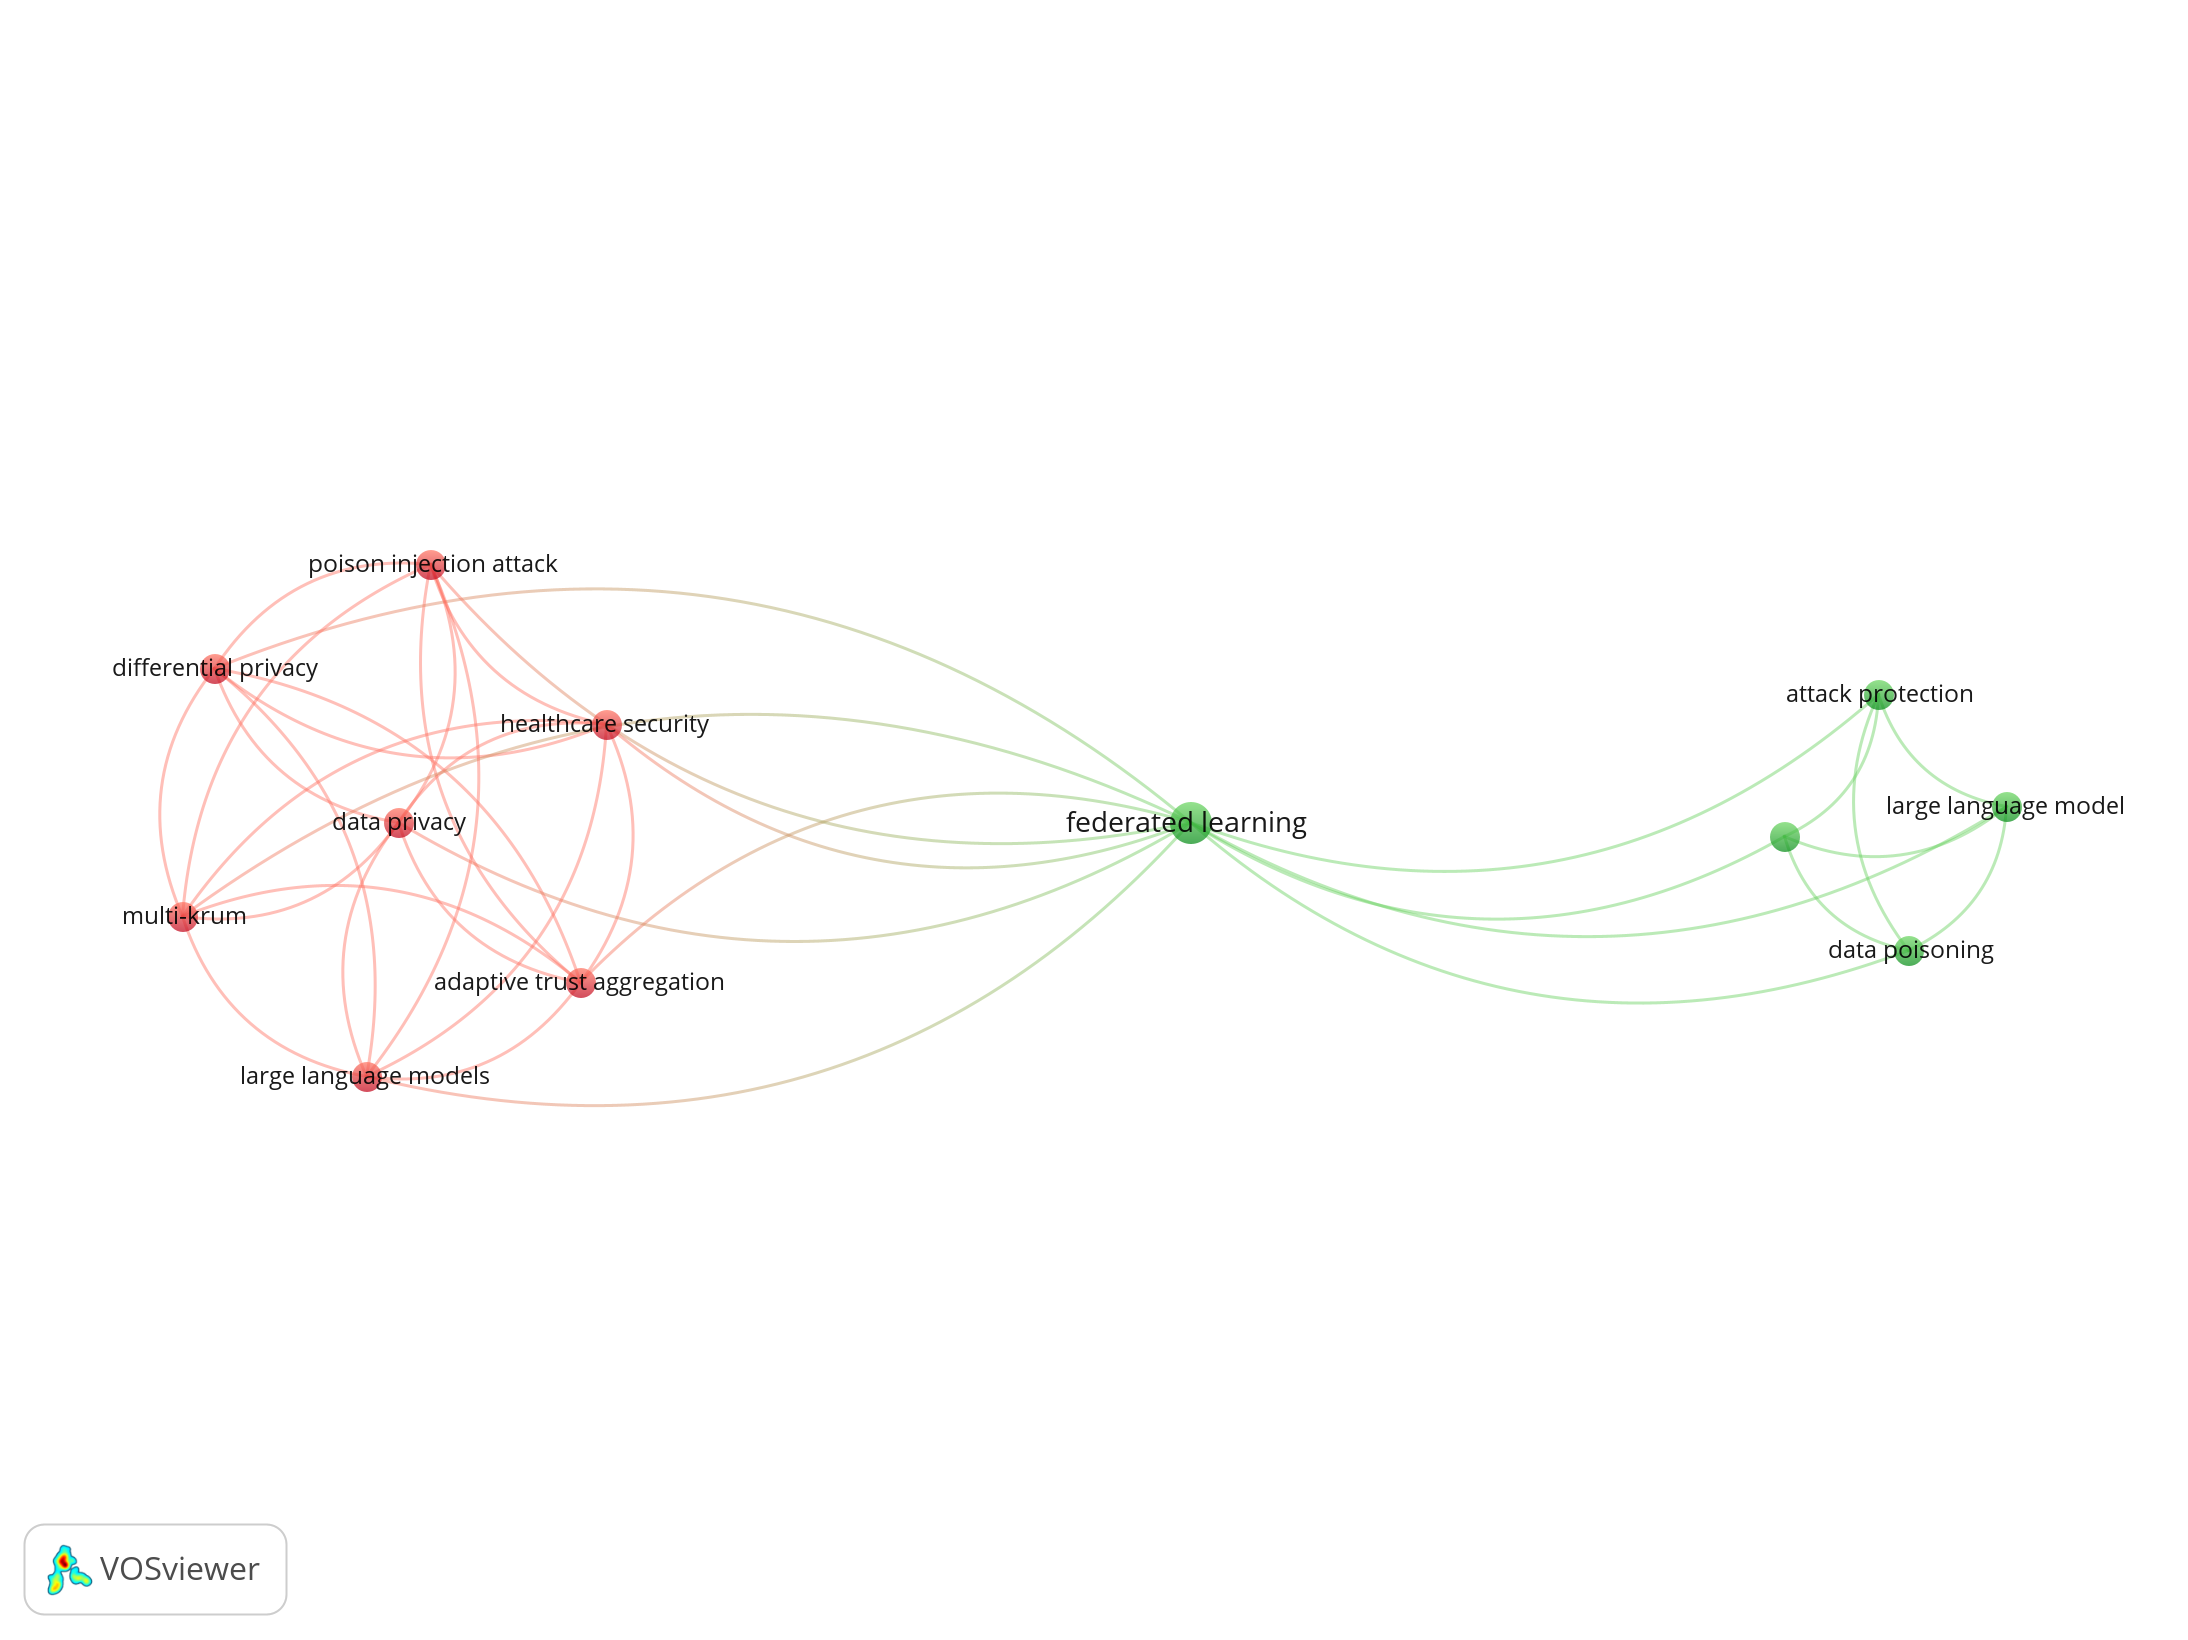 poison injection attack
differential privacy
healthcare security
data privacy
multi-krum
adaptive trust aggregation
large language models
federated learning
attack protection
large language model
data poisoning
VOSviewer